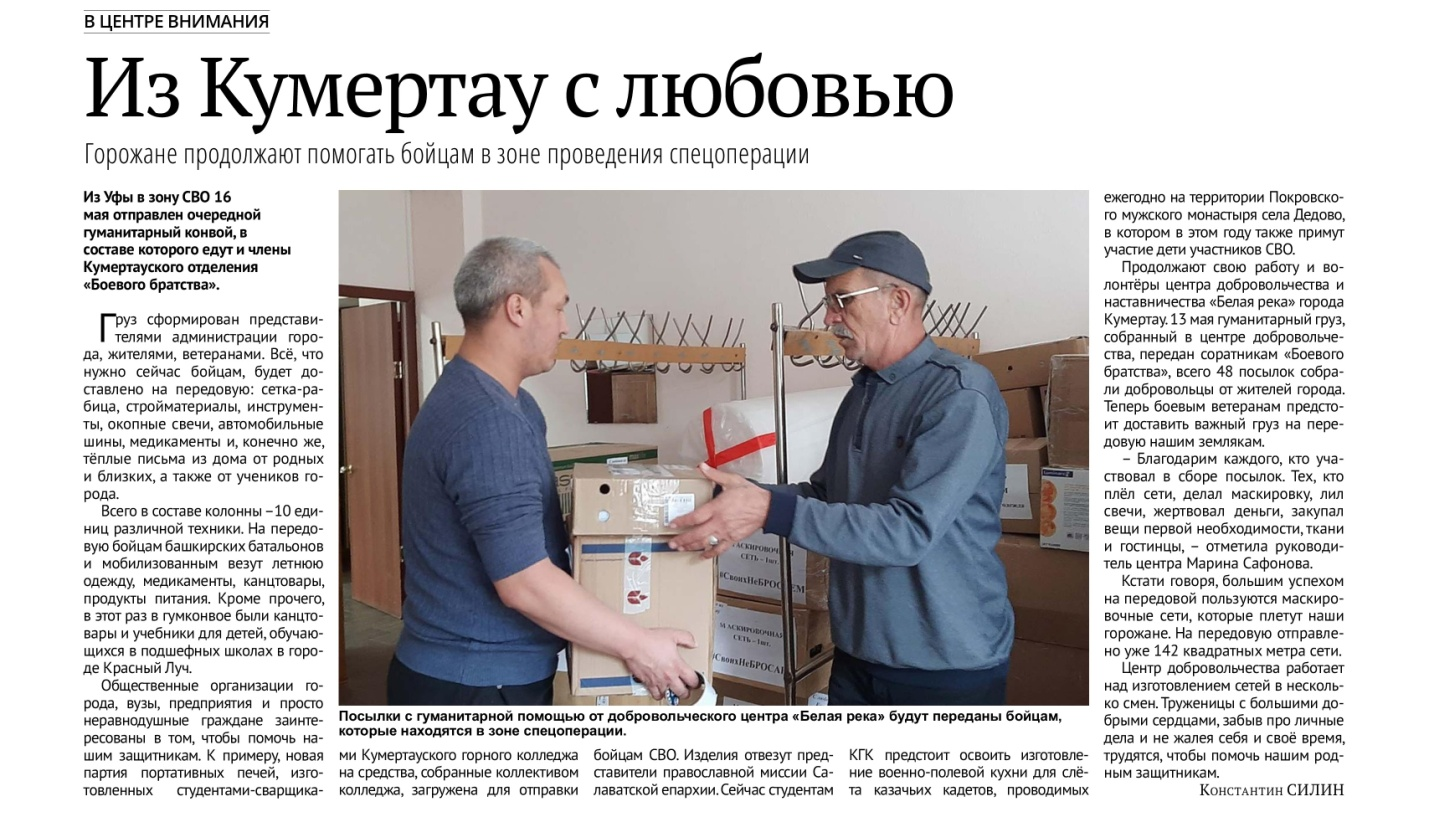 В ЦЕНТРЕ ВНИМАНИЯ
Из Кумертау с любовью
Горожане продолжают помогать бойцам в зоне проведения спецоперации
Из Уфы в зону СВО 16
мая отправлен очередной
гуманитарный конвой, в
составе которого едут и члены
Кумертауского отделения
«Боевого братства».
Груз сформирован представи-
телями администрации горо-
да, жителями, ветеранами. Всё, что
нужно сейчас бойцам, будет до-
ставлено на передовую: сетка-ра-
бица, стройматериалы, инструмен-
ты, окопные свечи, автомобильные
шины, медикаменты и, конечно же,
тёплые письма из дома от родных
и близких, а также от учеников го-
рода.
Всего в составе колонны –10 еди-
ниц различной техники. На передо-
вую бойцам башкирских батальонов
и мобилизованным везут летнюю
одежду, медикаменты, канцтовары,
продукты питания. Кроме прочего,
в этот раз в гумконвое были канцто-
вары и учебники для детей, обучаю-
щихся в подшефных школах в горо-
де Красный Луч.
Общественные организации го-
рода, вузы, предприятия и просто
неравнодушные граждане заинте-
ресованы в том, чтобы помочь на-
шим защитникам. К примеру, новая
партия портативных печей, изго-
товленных студентами-сварщика-
МАСКИРОВОЧНАЯ
СЕТЬ – 1шт.
#СвоихНеБРОСАЕМ
МАСКИРОВОЧНАЯ
СЕТЬ – 1шт.
#СвоихНеБРОСА
Посылки с гуманитарной помощью от добровольческого центра «Белая река» будут переданы бойцам,
которые находятся в зоне спецоперации.
ми Кумертауского горного колледжа
на средства, собранные коллективом
колледжа, загружена для отправки
бойцам СВО. Изделия отвезут пред-
ставители православной миссии Са-
лаватской епархии. Сейчас студентам
КГК предстоит освоить изготовле-
ние военно-полевой кухни для слё-
та казачьих кадетов, проводимых
ежегодно на территории Покровско-
го мужского монастыря села Дедово,
в котором в этом году также примут
участие дети участников СВО.
Продолжают свою работу и во-
лонтёры центра добровольчества и
наставничества «Белая река» города
Кумертау. 13 мая гуманитарный груз,
собранный в центре добровольче-
ства, передан соратникам «Боевого
братства», всего 48 посылок собра-
ли добровольцы от жителей города.
Теперь боевым ветеранам предсто-
ит доставить важный груз на пере-
довую нашим землякам.
– Благодарим каждого, кто уча-
ствовал в сборе посылок. Тех, кто
плёл сети, делал маскировку, лил
свечи, жертвовал деньги, закупал
вещи первой необходимости, ткани
и гостинцы, – отметила руководи-
тель центра Марина Сафонова.
Кстати говоря, большим успехом
на передовой пользуются маскиро-
вочные сети, которые плетут наши
горожане. На передовую отправле-
но уже 142 квадратных метра сети.
Центр добровольчества работает
над изготовлением сетей в несколь-
ко смен. Труженицы с большими до-
брыми сердцами, забыв про личные
дела и не жалея себя и своё время,
трудятся, чтобы помочь нашим род-
ным защитникам.
Константин СИЛИН